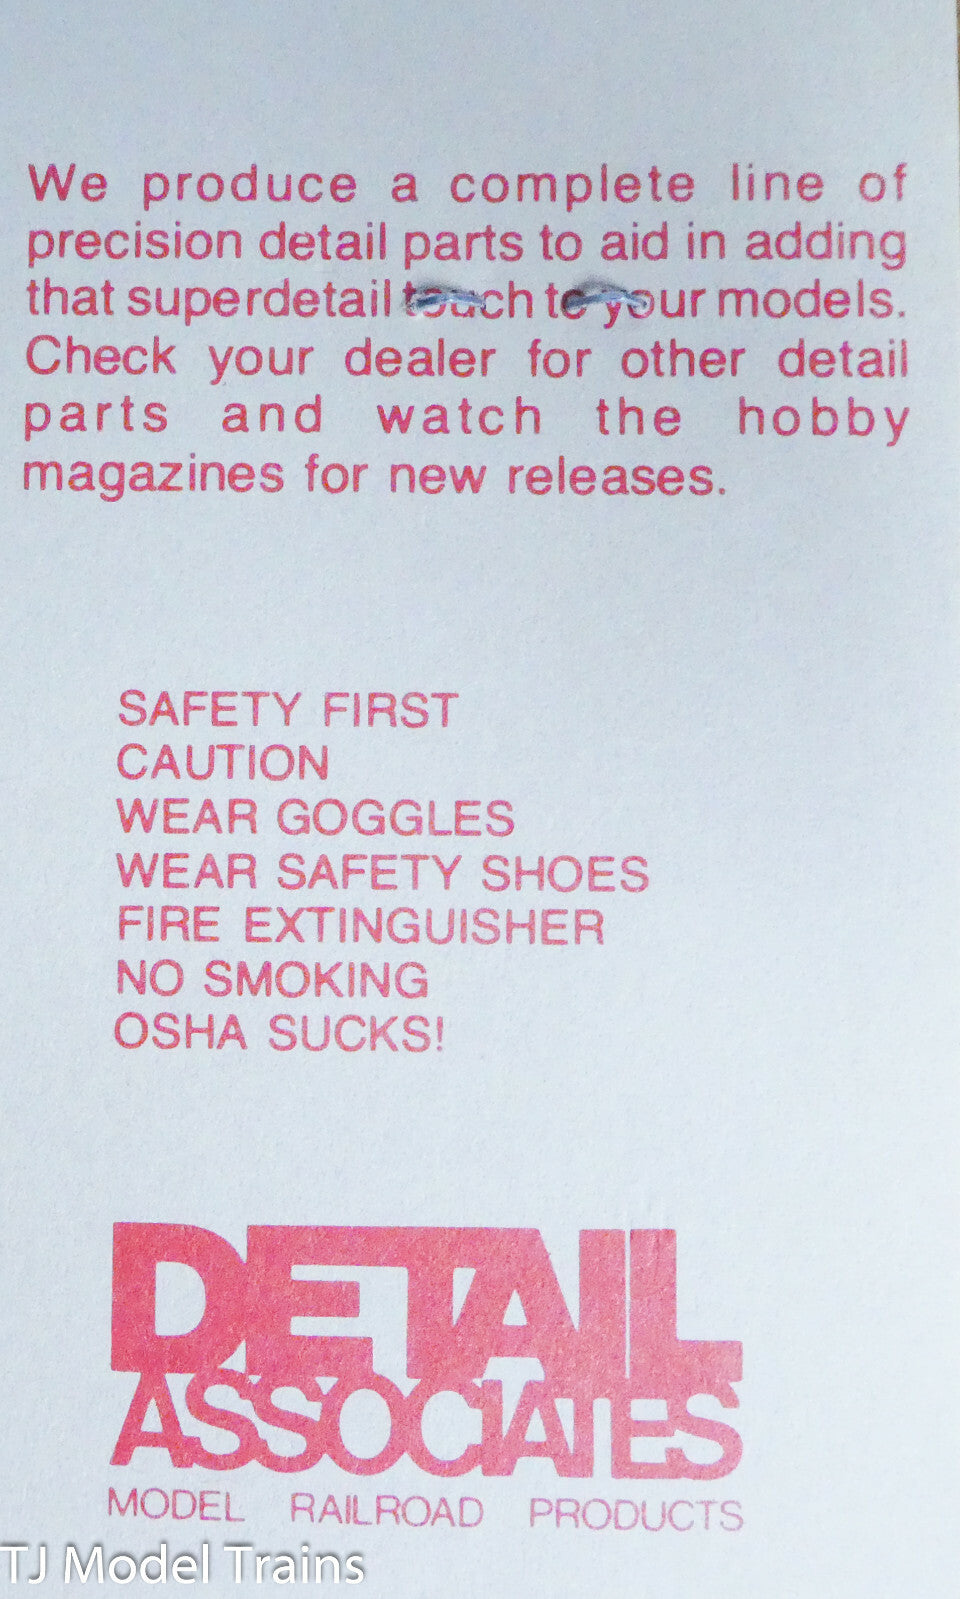 We produce a complete line of
precision detail parts to aid in adding
that superdetail touch to your models.
Check your dealer for other detail
parts and watch the hobby
magazines for new releases.
SAFETY FIRST
CAUTION
WEAR GOGGLES
WEAR SAFETY SHOES
FIRE EXTINGUISHER
NO SMOKING
OSHA SUCKS!
DETAIL
ASSOCIATES
MODEL RAILROAD PRODUCTS
TJ Model Trains